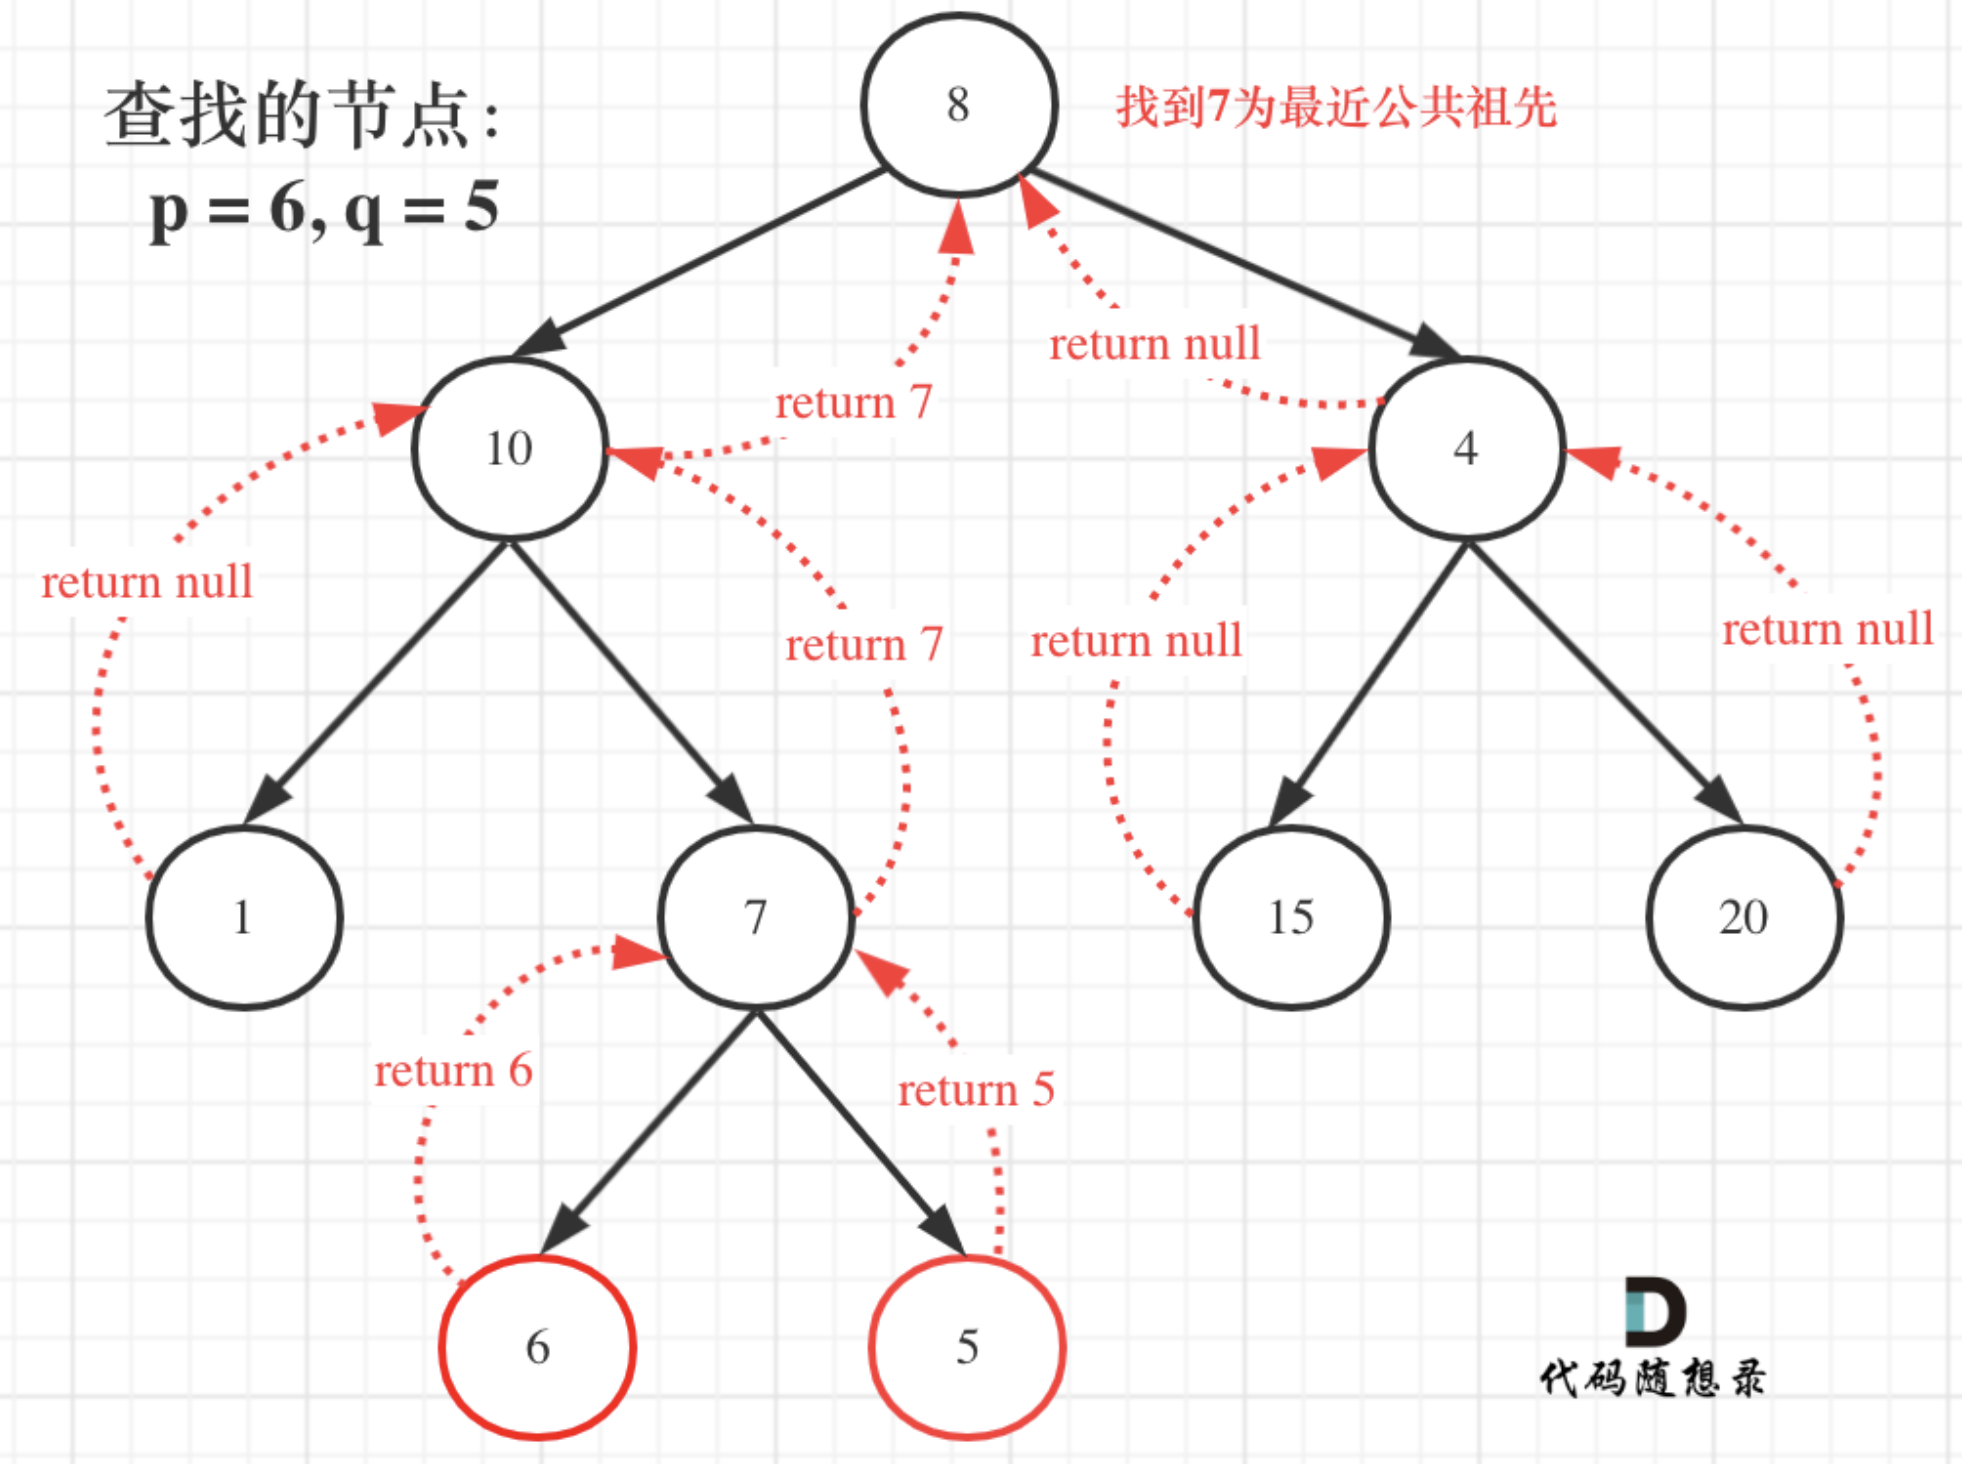 8
找到7为最近公共祖先
查找的节点：
p = 6, q = 5
return null
return 7
10
4
return null
return 7
return null
return null
1
7
15
20
return 6
return 5
6
5
代码随想录